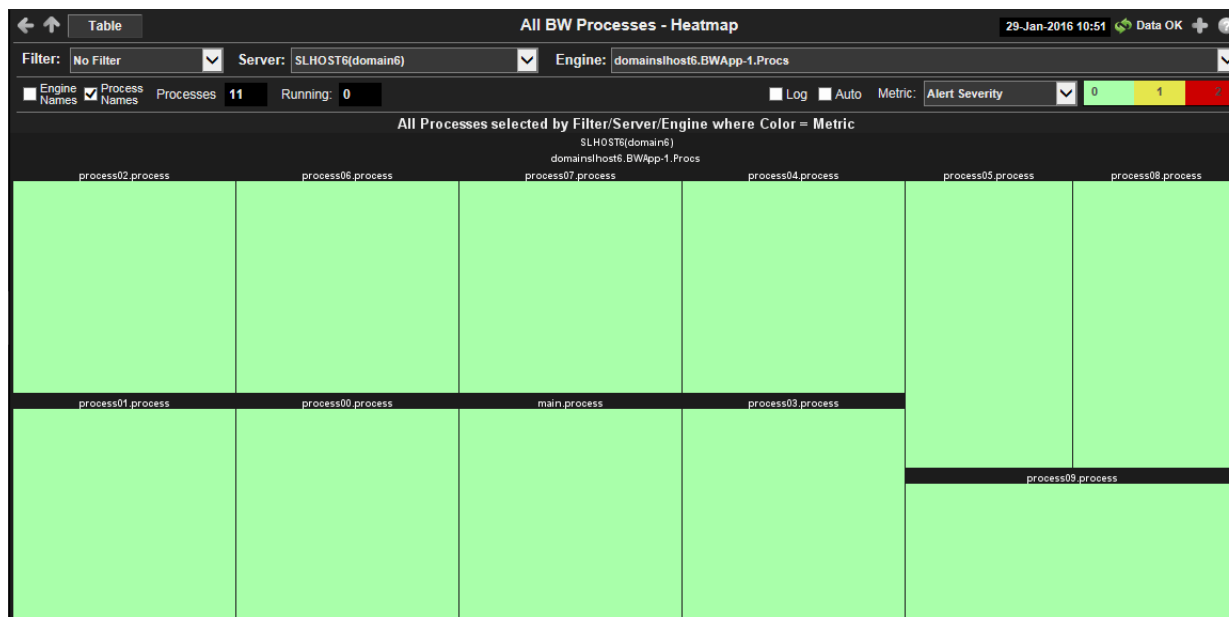 Table All BW Processes - Heatmap 29-Jan-2016 10:51 Data OK
Filter: No Filter Server: SLHOST6(domain6) Engine: domainslhost6.BWApp-1.Procs
Engine Names Process Names Processes 11 Running: 0 Log Auto Metric: Alert Severity 0 1 2
All Processes selected by Filter/Server/Engine where Color = Metric
SLHOST6(domain6)
domainslhost6.BWApp-1.Procs
process02.process process06.process process07.process process04.process process05.process process08.process
process01.process process00.process main.process process03.process
process09.process